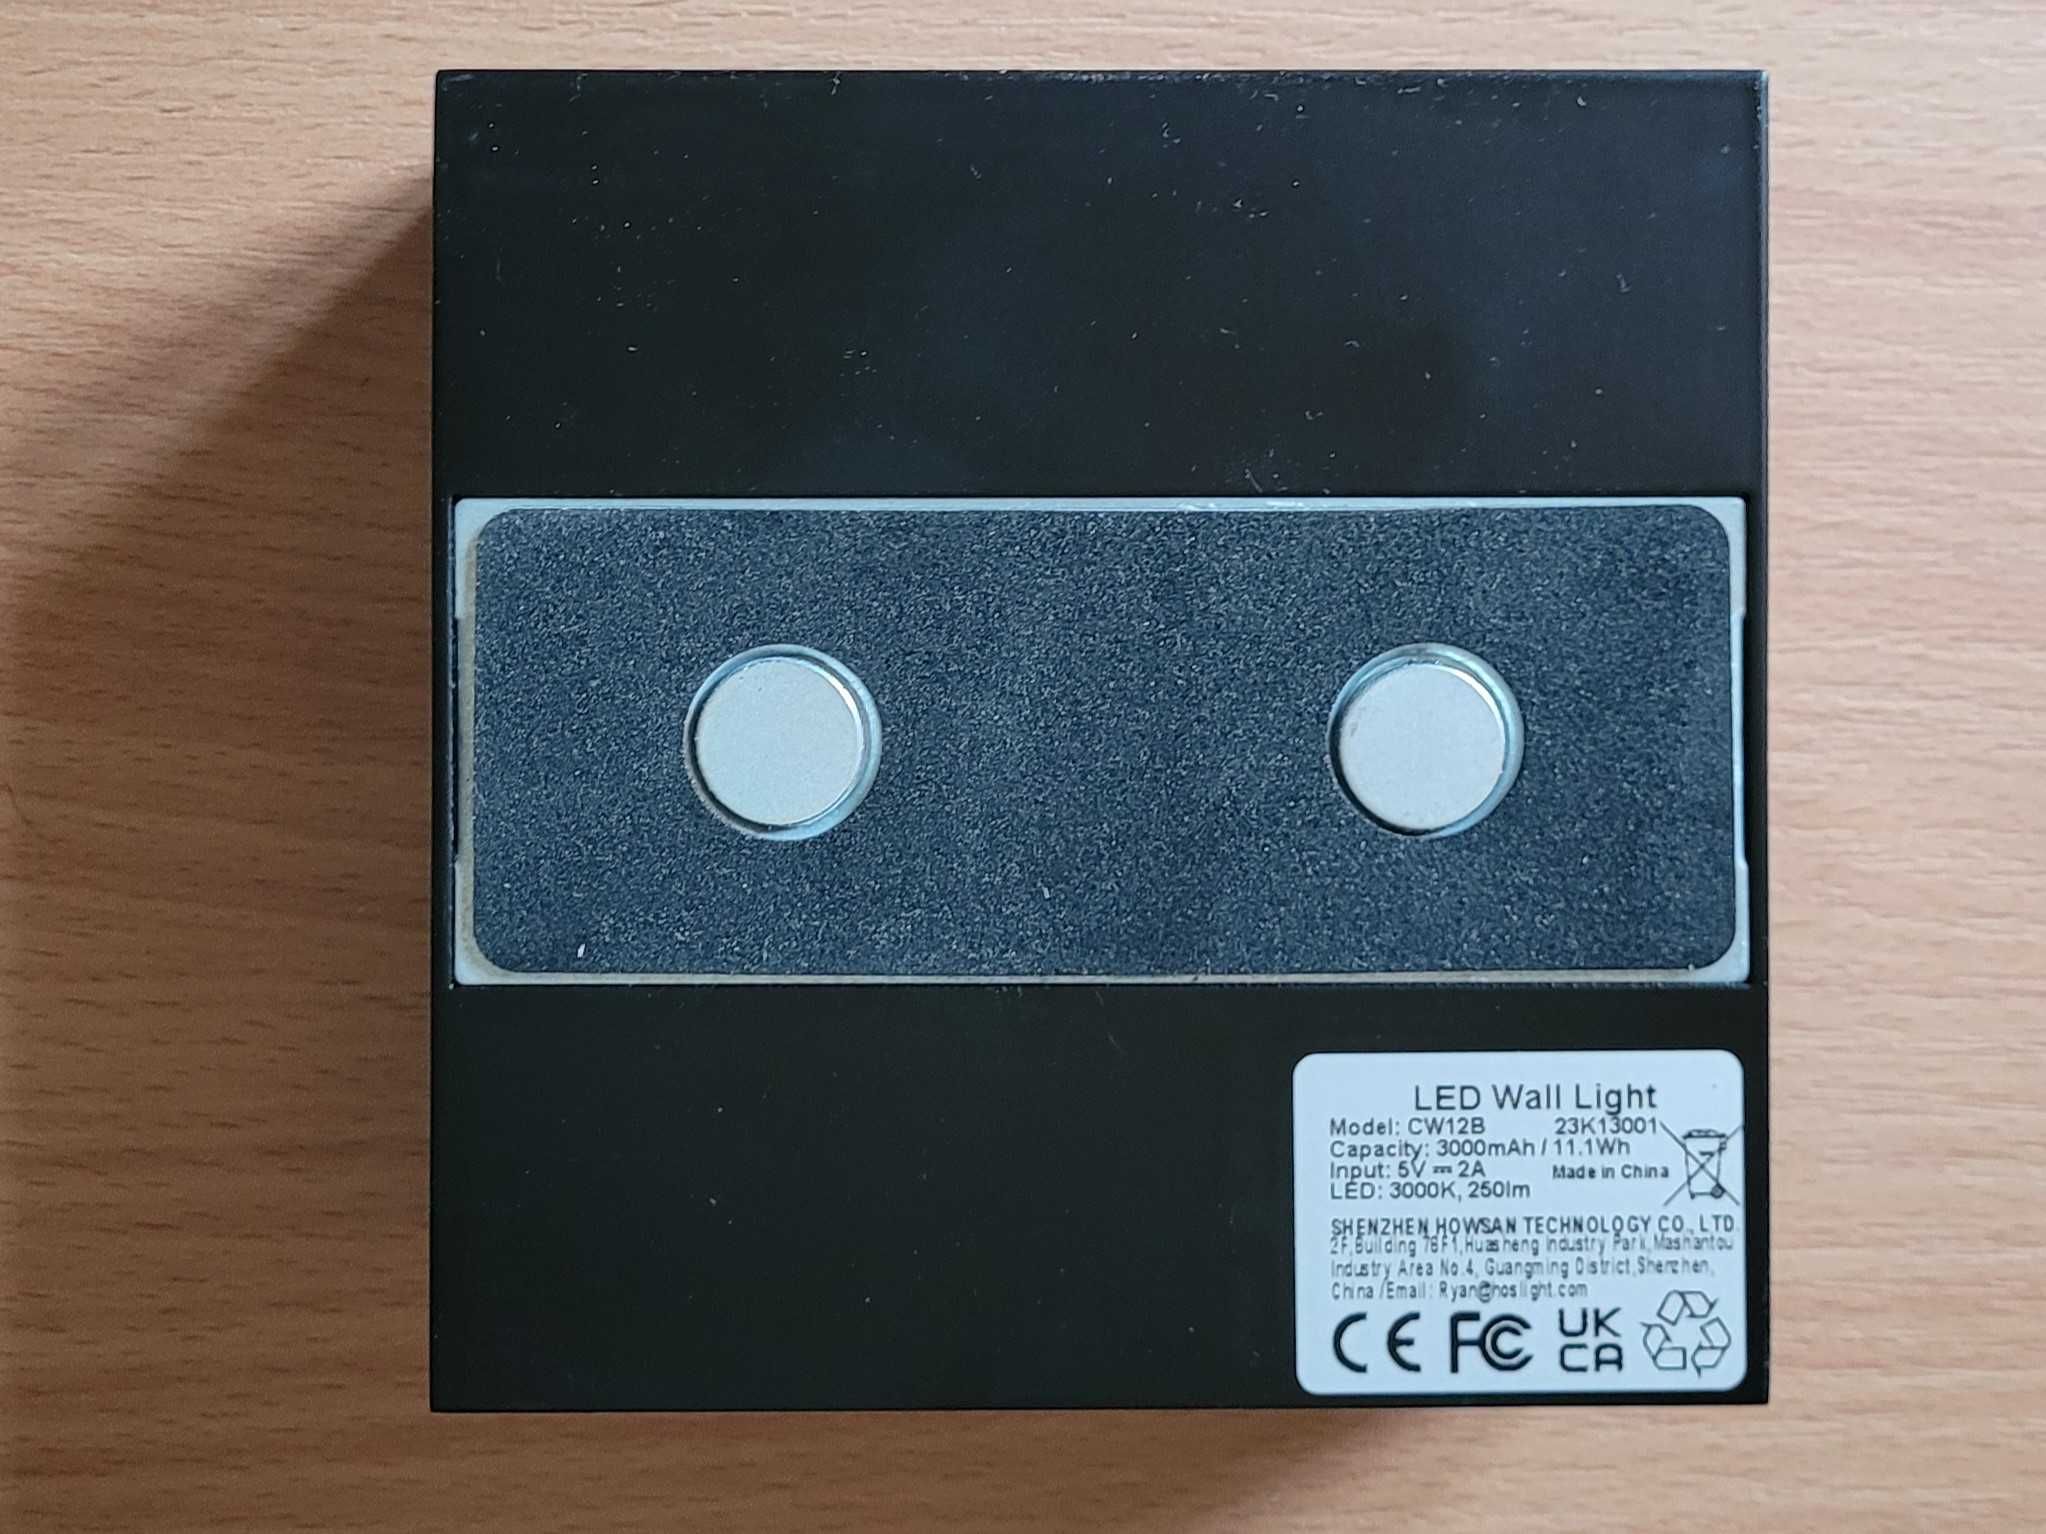 LED Wall Light
Model: CW12B 23K13001
Capacity: 3000mAh / 11.1Wh
Input: 5V ⎓ 2A Made in China
LED: 3000K, 250lm
SHENZHEN HOWSAN TECHNOLOGY CO., LTD.
2F, Building 7&F1, Huasheng Industry Park, Mashantou
Industry Area No.4, Guangming District, Shenzhen,
China /Email: Ryan@hoslight.com
CE FC UK
CA